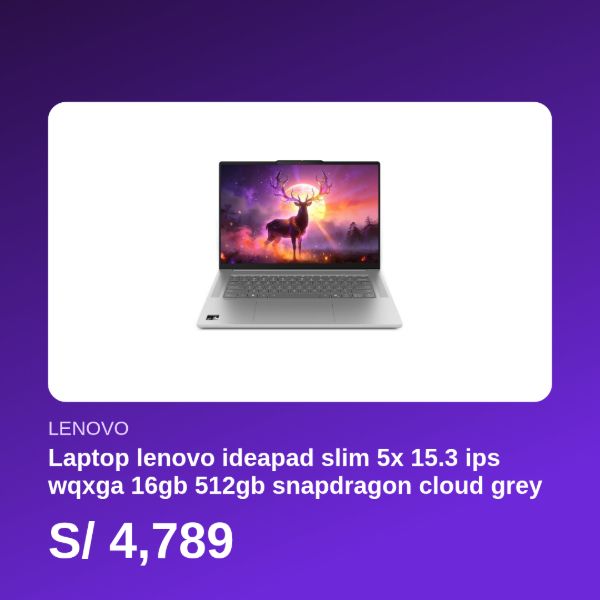 LENOVO
Laptop lenovo ideapad slim 5x 15.3 ips
wqxga 16gb 512gb snapdragon cloud grey
S/ 4,789